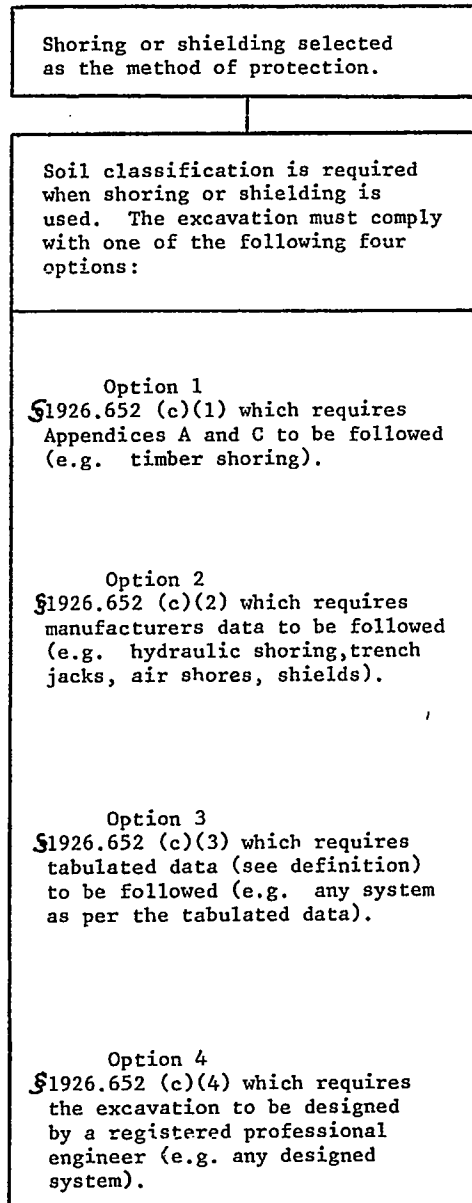 Shoring or shielding selected
as the method of protection.
Soil classification is required
when shoring or shielding is
used. The excavation must comply
with one of the following four
options:
Option 1
§1926.652 (c)(1) which requires
Appendices A and C to be followed
(e.g. timber shoring).
Option 2
§1926.652 (c)(2) which requires
manufacturers data to be followed
(e.g. hydraulic shoring,trench
jacks, air shores, shields).
Option 3
§1926.652 (c)(3) which requires
tabulated data (see definition)
to be followed (e.g. any system
as per the tabulated data).
Option 4
§1926.652 (c)(4) which requires
the excavation to be designed
by a registered professional
engineer (e.g. any designed
system).